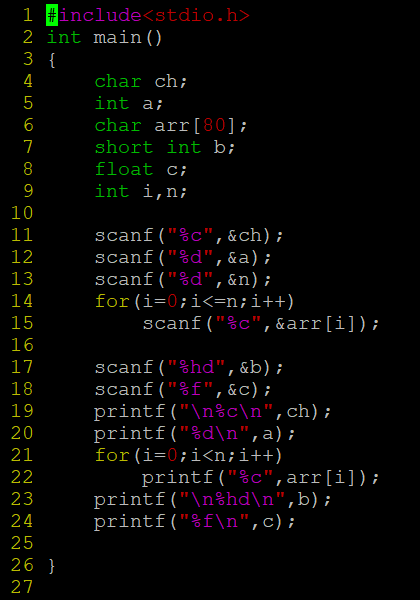 1 #include<stdio.h>
2 int main()
3 {
4     char ch;
5     int a;
6     char arr[80];
7     short int b;
8     float c;
9     int i,n;
10
11     scanf("%c",&ch);
12     scanf("%d",&a);
13     scanf("%d",&n);
14     for(i=0;i<=n;i++)
15         scanf("%c",&arr[i]);
16
17     scanf("%hd",&b);
18     scanf("%f",&c);
19     printf("\n%c\n",ch);
20     printf("%d\n",a);
21     for(i=0;i<n;i++)
22         printf("%c",arr[i]);
23     printf("\n%hd\n",b);
24     printf("%f\n",c);
25
26 }
27